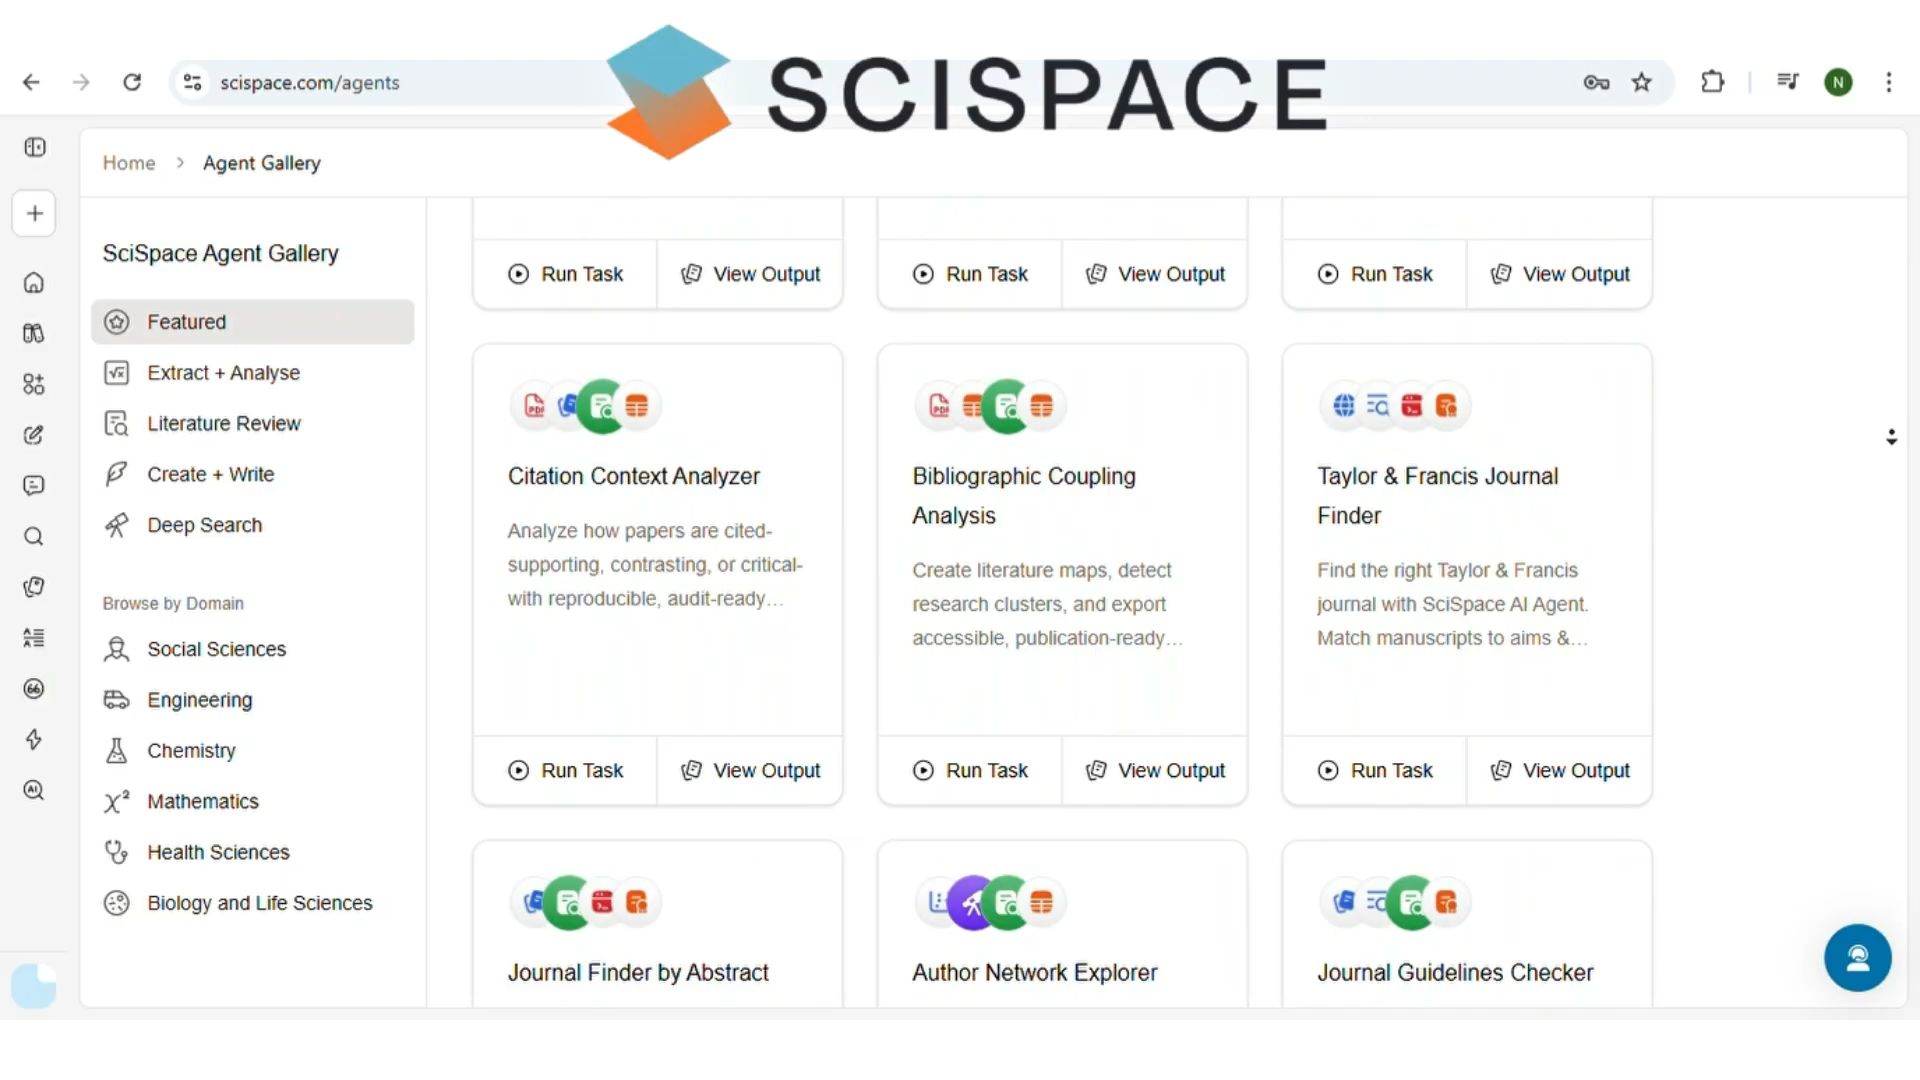 SCISPACE
scispace.com/agents
N
Home > Agent Gallery
SciSpace Agent Gallery
Featured
Extract + Analyse
Literature Review
Create + Write
Deep Search
Browse by Domain
Social Sciences
Engineering
Chemistry
Mathematics
Health Sciences
Biology and Life Sciences
Run Task
View Output
Run Task
View Output
Run Task
View Output
Citation Context Analyzer
Analyze how papers are cited-
supporting, contrasting, or critical-
with reproducible, audit-ready...
Run Task
View Output
Bibliographic Coupling
Analysis
Create literature maps, detect
research clusters, and export
accessible, publication-ready...
Run Task
View Output
Taylor & Francis Journal
Finder
Find the right Taylor & Francis
journal with SciSpace AI Agent.
Match manuscripts to aims &...
Run Task
View Output
Journal Finder by Abstract
Author Network Explorer
Journal Guidelines Checker